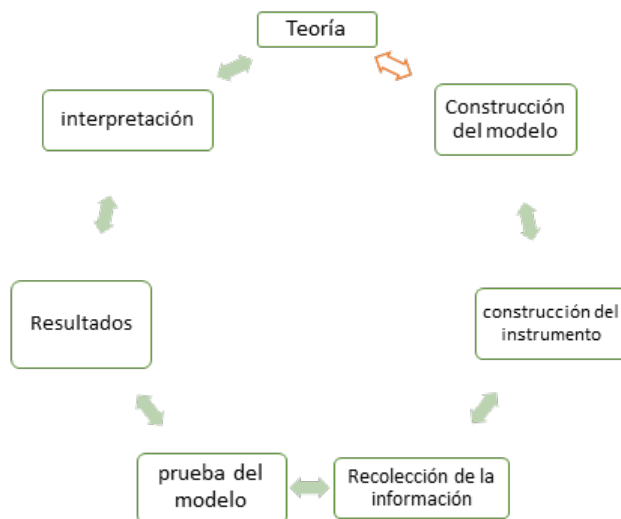 Teoría
Construcción
del modelo
construcción del
instrumento
Recolección de la
información
prueba del
modelo
Resultados
interpretación